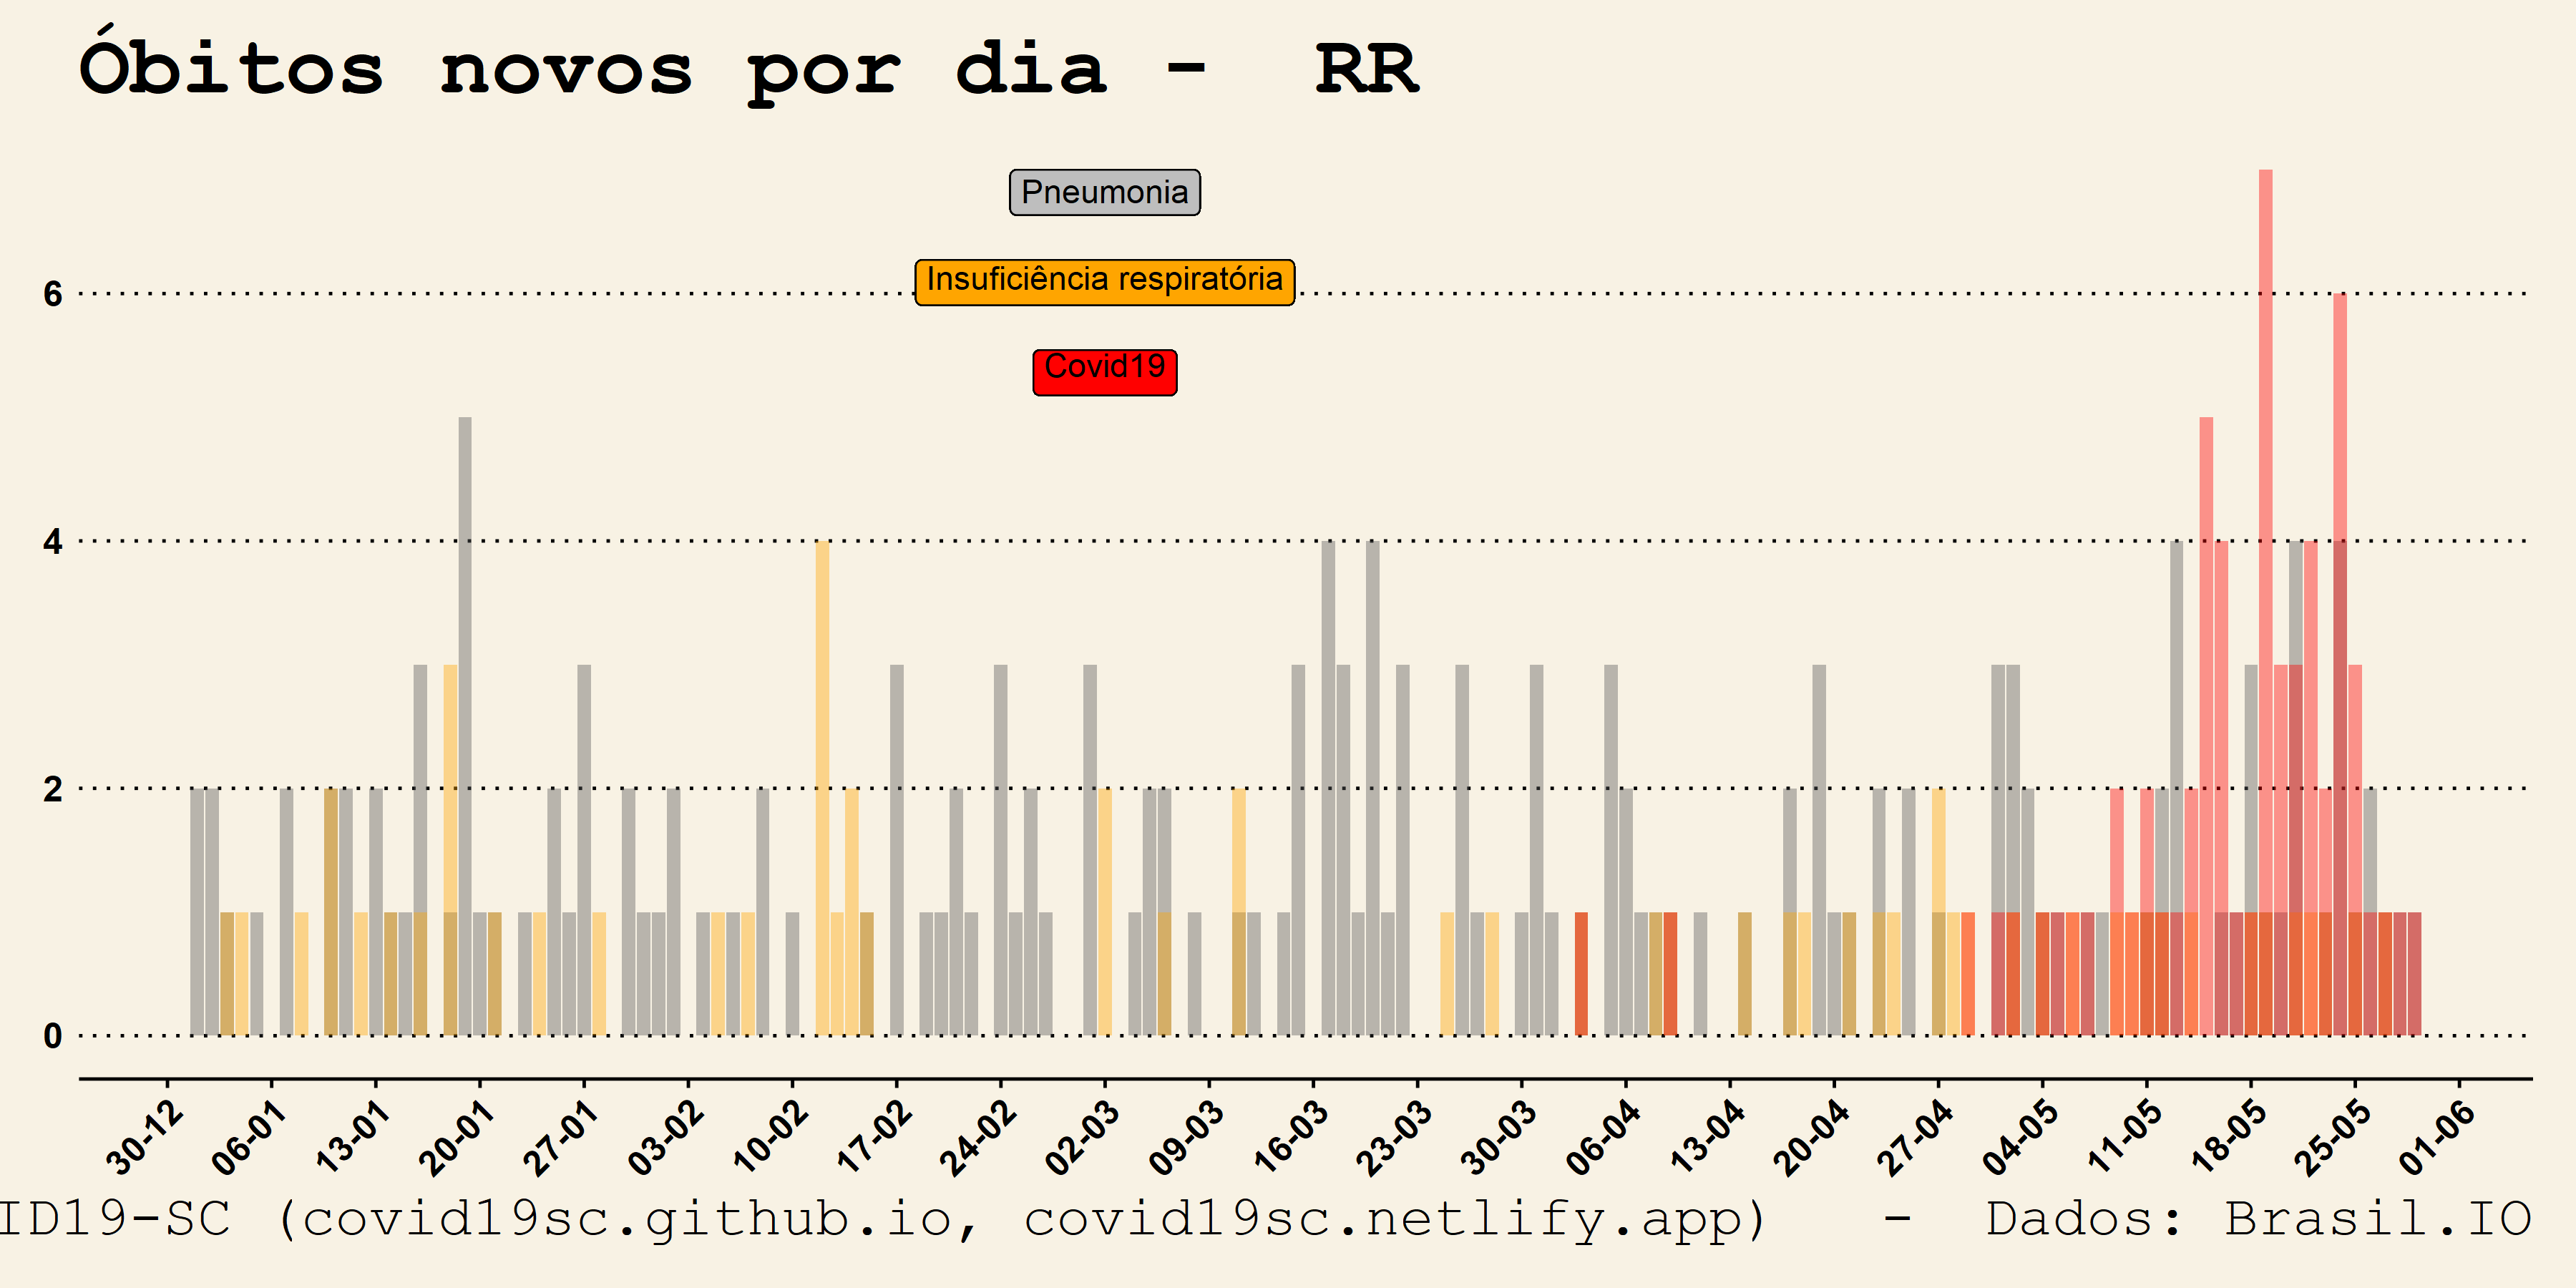 Óbitos novos por dia - RR
Pneumonia
Insuficiência respiratória
Covid19
6
4
2
0
30-12 06-01 13-01 20-01 27-01 03-02 10-02 17-02 24-02 02-03 09-03 16-03 23-03 30-03 06-04 13-04 20-04 27-04 04-05 11-05 18-05 25-05 01-06
ID19-SC (covid19sc.github.io, covid19sc.netlify.app) - Dados: Brasil.IO